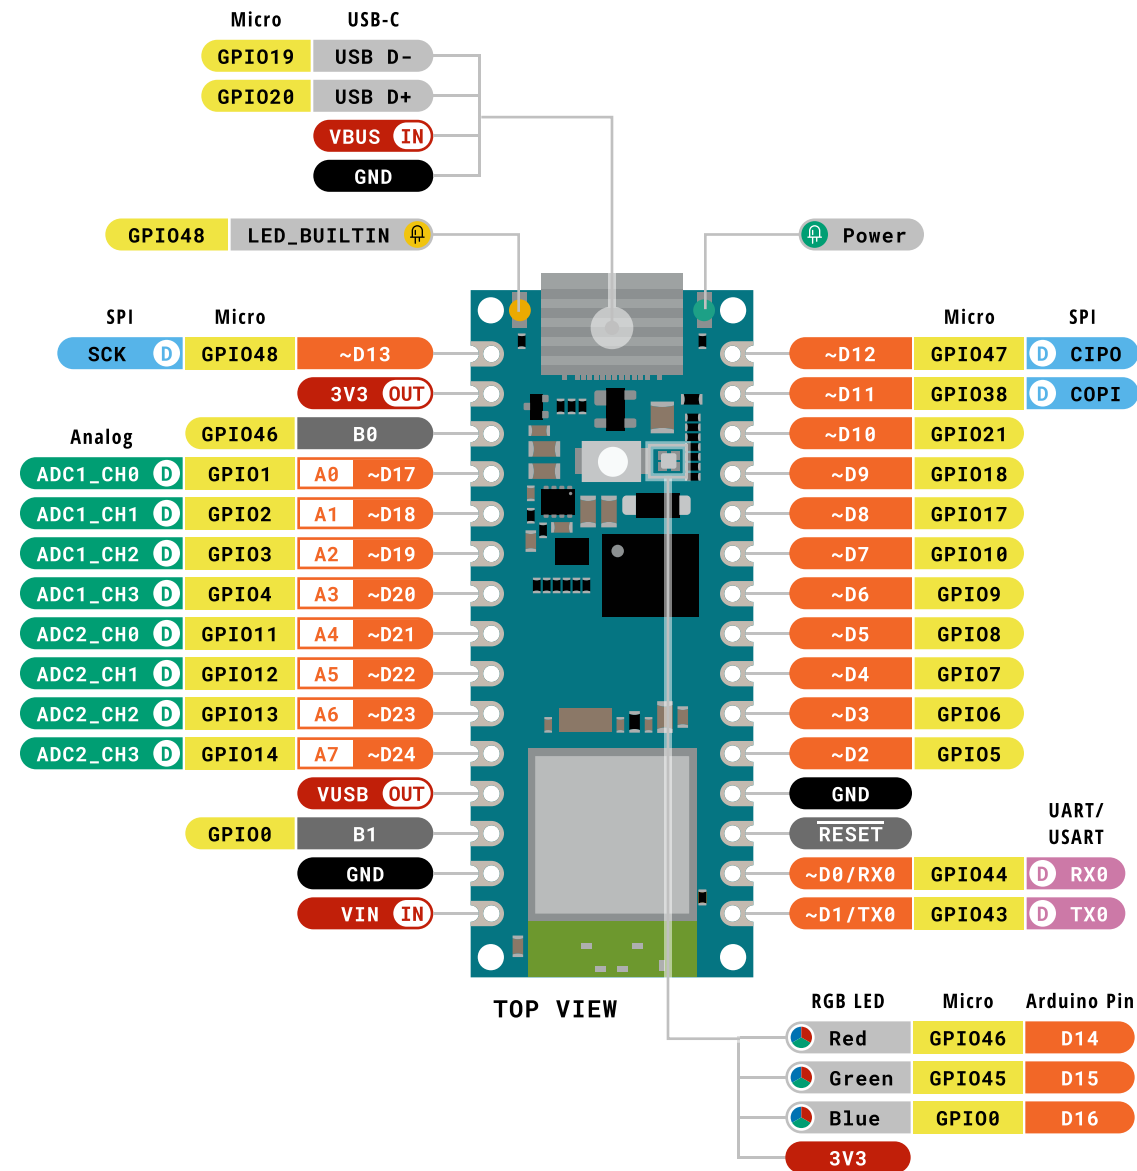 Micro USB-C
GPIO19 USB D-
GPIO20 USB D+
VBUS IN
GND
GPIO48 LED_BUILTIN
Power
SPI Micro
SCK D GPIO48 ~D13
3V3 OUT
Analog
GPIO46 B0
ADC1_CH0 D GPIO1 A0 ~D17
ADC1_CH1 D GPIO2 A1 ~D18
ADC1_CH2 D GPIO3 A2 ~D19
ADC1_CH3 D GPIO4 A3 ~D20
ADC2_CH0 D GPIO11 A4 ~D21
ADC2_CH1 D GPIO12 A5 ~D22
ADC2_CH2 D GPIO13 A6 ~D23
ADC2_CH3 D GPIO14 A7 ~D24
VUSB OUT
GPIO0 B1
GND
VIN IN
Micro SPI
~D12 GPIO47 D CIPO
~D11 GPIO38 D COPI
~D10 GPIO21
~D9 GPIO18
~D8 GPIO17
~D7 GPIO10
~D6 GPIO9
~D5 GPIO8
~D4 GPIO7
~D3 GPIO6
~D2 GPIO5
GND
UART/
USART
RESET
~D0/RX0 GPIO44 D RX0
~D1/TX0 GPIO43 D TX0
TOP VIEW
RGB LED Micro Arduino Pin
Red GPIO46 D14
Green GPIO45 D15
Blue GPIO0 D16
3V3